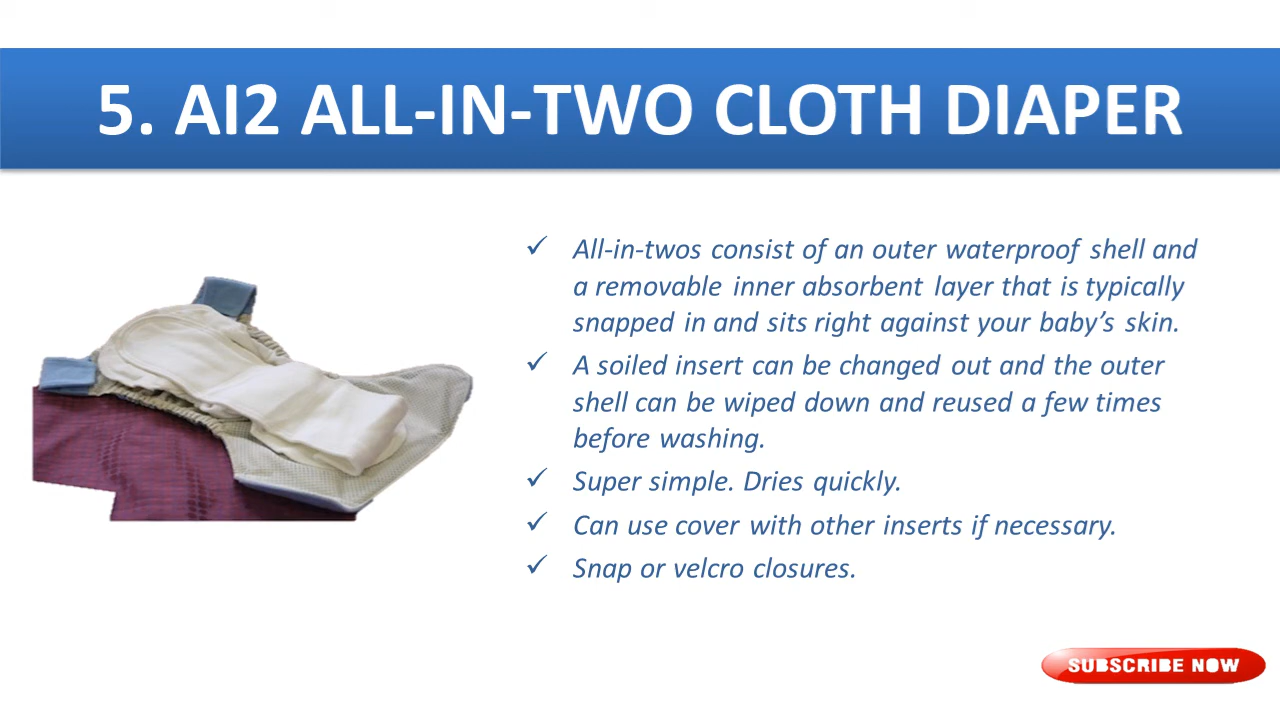 5. AI2 ALL-IN-TWO CLOTH DIAPER
✓ All-in-twos consist of an outer waterproof shell and
a removable inner absorbent layer that is typically
snapped in and sits right against your baby’s skin.
✓ A soiled insert can be changed out and the outer
shell can be wiped down and reused a few times
before washing.
✓ Super simple. Dries quickly.
✓ Can use cover with other inserts if necessary.
✓ Snap or velcro closures.
SUBSCRIBE NOW